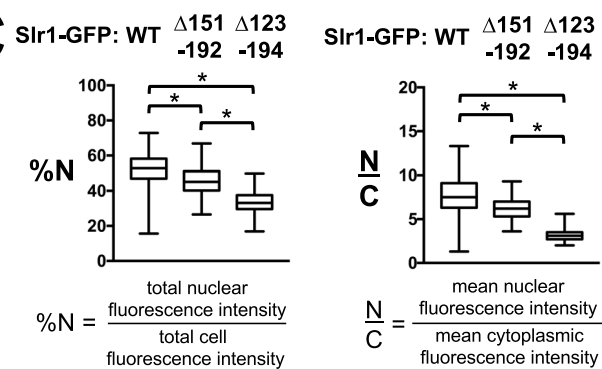 C
Slr1-GFP: WT Δ151 Δ123
-192 -194
100
80
60
40
20
0
%N
* * *
%N = total nuclear
fluorescence intensity
total cell
fluorescence intensity
Slr1-GFP: WT Δ151 Δ123
-192 -194
20
15
10
5
0
N
C
* * *
N
C
= mean nuclear
fluorescence intensity
mean cytoplasmic
fluorescence intensity